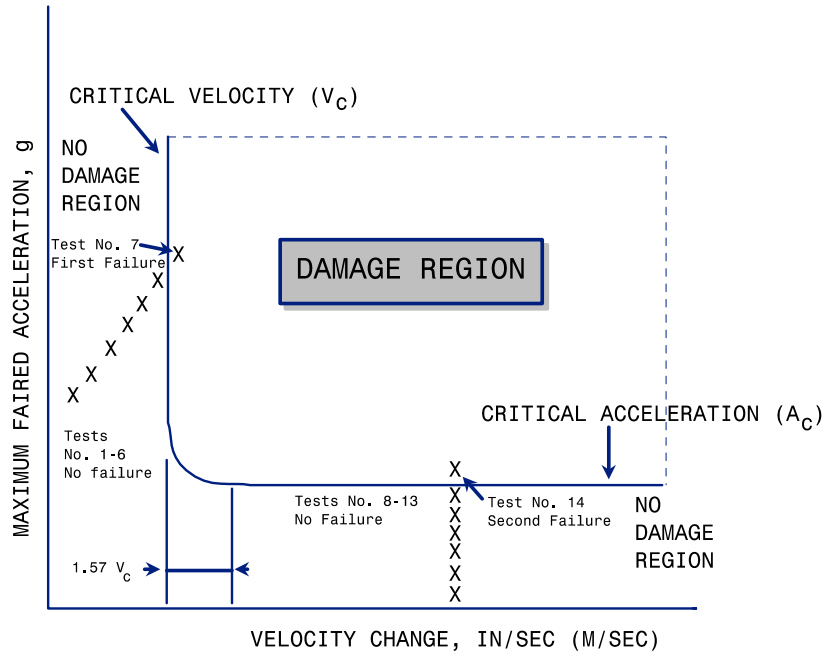 CRITICAL VELOCITY (VC)
NO
DAMAGE
REGION
Test No. 7
First Failure
X
X
X
X
X
X
X
DAMAGE REGION
CRITICAL ACCELERATION (AC)
Tests
No. 1-6
No failure
X
Tests No. 8-13
No Failure
X
X
X
X
X
X
Test No. 14
Second Failure
NO
DAMAGE
REGION
1.57 VC
MAXIMUM FAIRED ACCELERATION, g
VELOCITY CHANGE, IN/SEC (M/SEC)